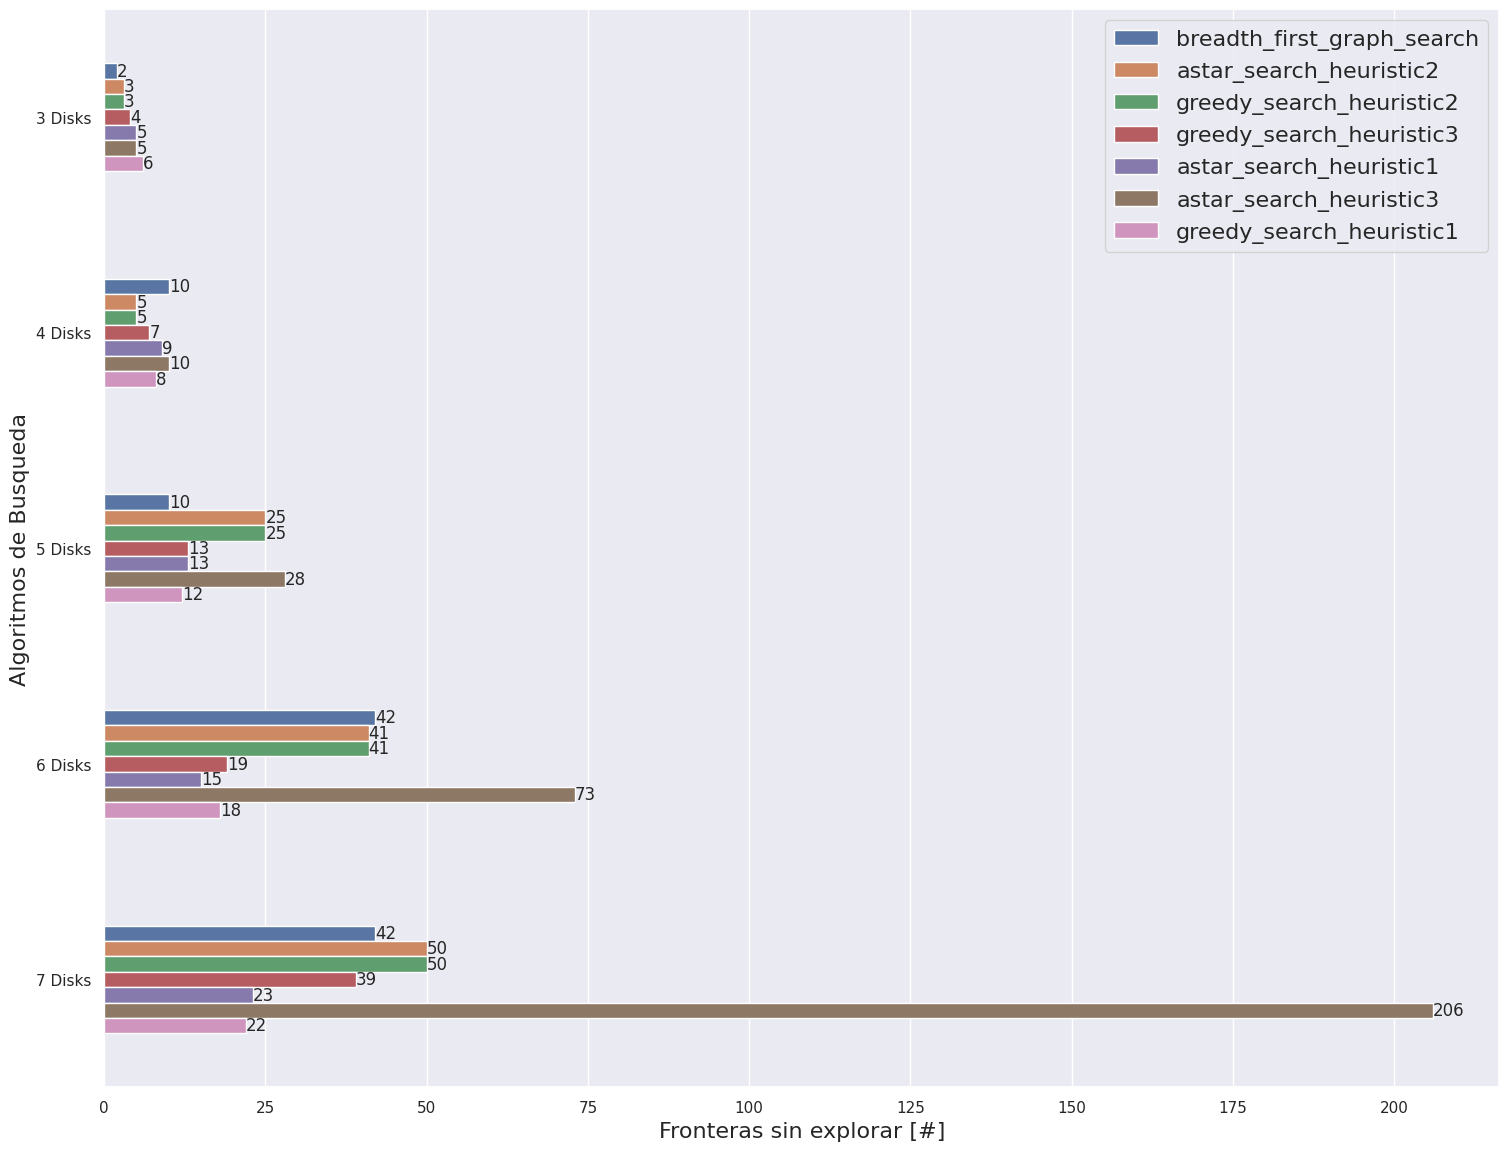 breadth_first_graph_search
astar_search_heuristic2
greedy_search_heuristic2
greedy_search_heuristic3
astar_search_heuristic1
astar_search_heuristic3
greedy_search_heuristic1
Algoritmos de Busqueda
3 Disks
2
3
3
4
5
5
6
4 Disks
10
5
5
7
9
10
8
5 Disks
10
25
25
13
13
28
12
6 Disks
42
41
41
19
15
73
18
7 Disks
42
50
50
39
23
206
22
0 25 50 75 100 125 150 175 200
Fronteras sin explorar [#]